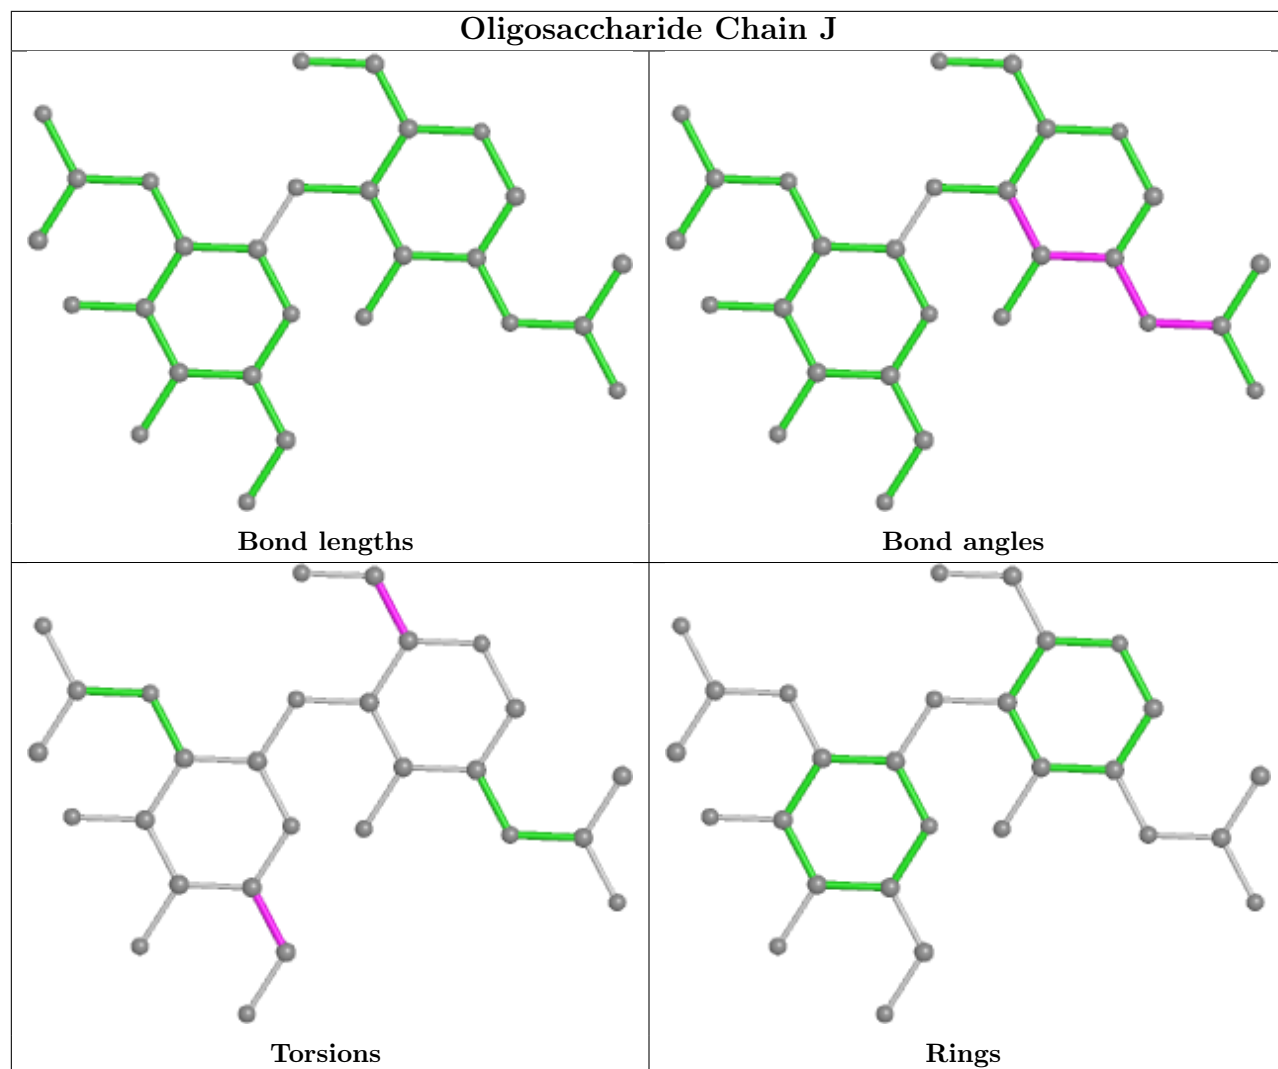 Oligosaccharide Chain J
Bond lengths
Bond angles
Torsions
Rings